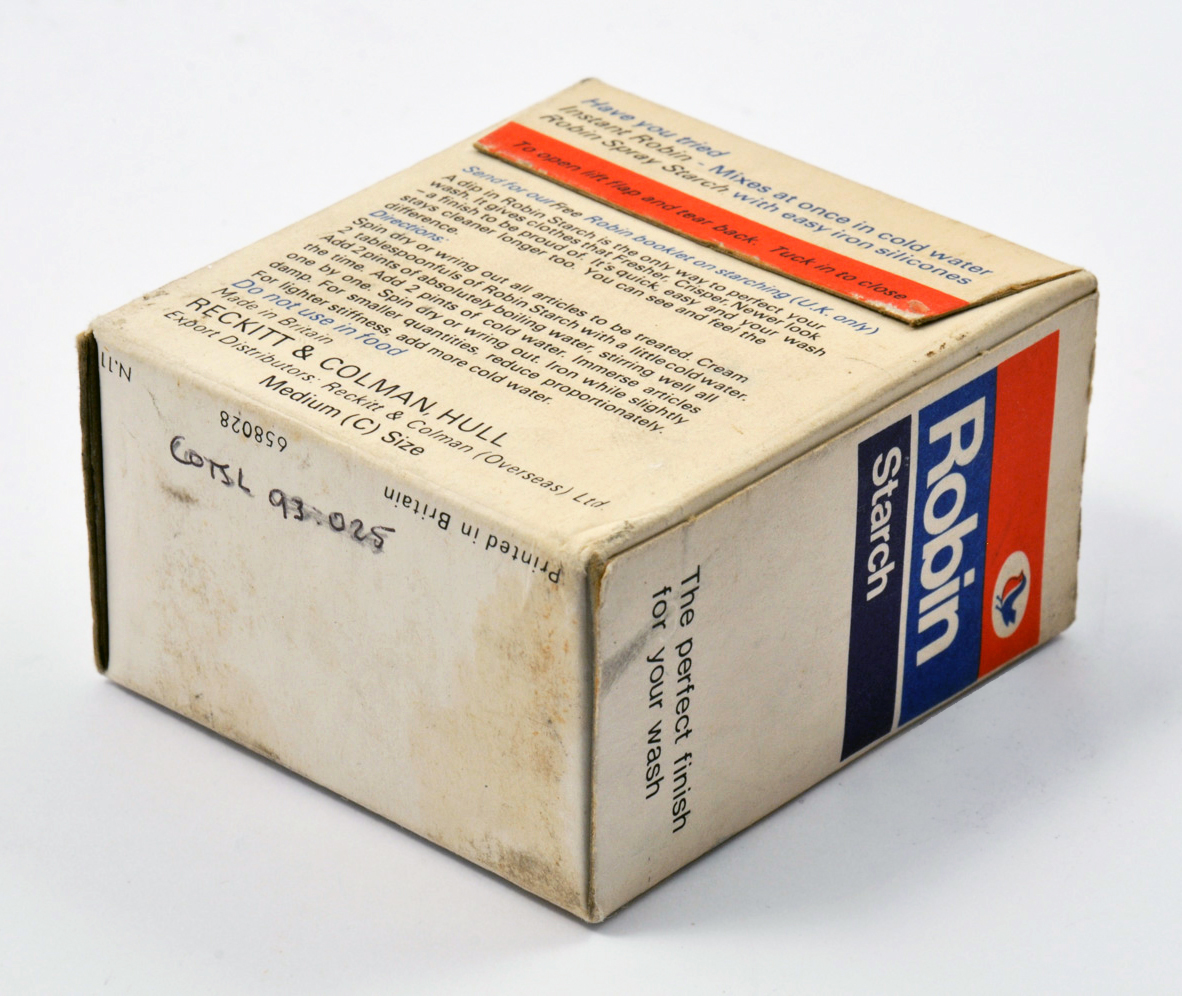 Have you tried
Instant Robin - Mixes at once in cold water
Robin Spray Starch with easy iron silicones
To open lift flap and tear back. Tuck in to close
Send for our Free Robin booklet on starching (U.K. only)
A dip in Robin Starch is the only way to perfect your
wash. It gives clothes that Fresher, Crisper, Newer look
–a finish to be proud of. It's quick, easy and your wash
stays cleaner longer too. You can see and feel the
difference.
Directions:
Spin dry or wring out all articles to be treated. Cream
2 tablespoonfuls of Robin Starch with a little cold water.
Add 2 pints of absolutely boiling water, stirring well all
the time. Add 2 pints of cold water. Immerse articles
one by one. Spin dry or wring out. Iron while slightly
damp. For smaller quantities, reduce proportionately.
For lighter stiffness, add more cold water.
Do not use in food
Made in Britain
RECKITT & COLMAN, HULL
Export Distributors: Reckitt & Colman (Overseas) Ltd
Medium (C) Size
N.11
658028
Printed in Britain
COTSL 93:025
Robin
Starch
The perfect finish
for your wash